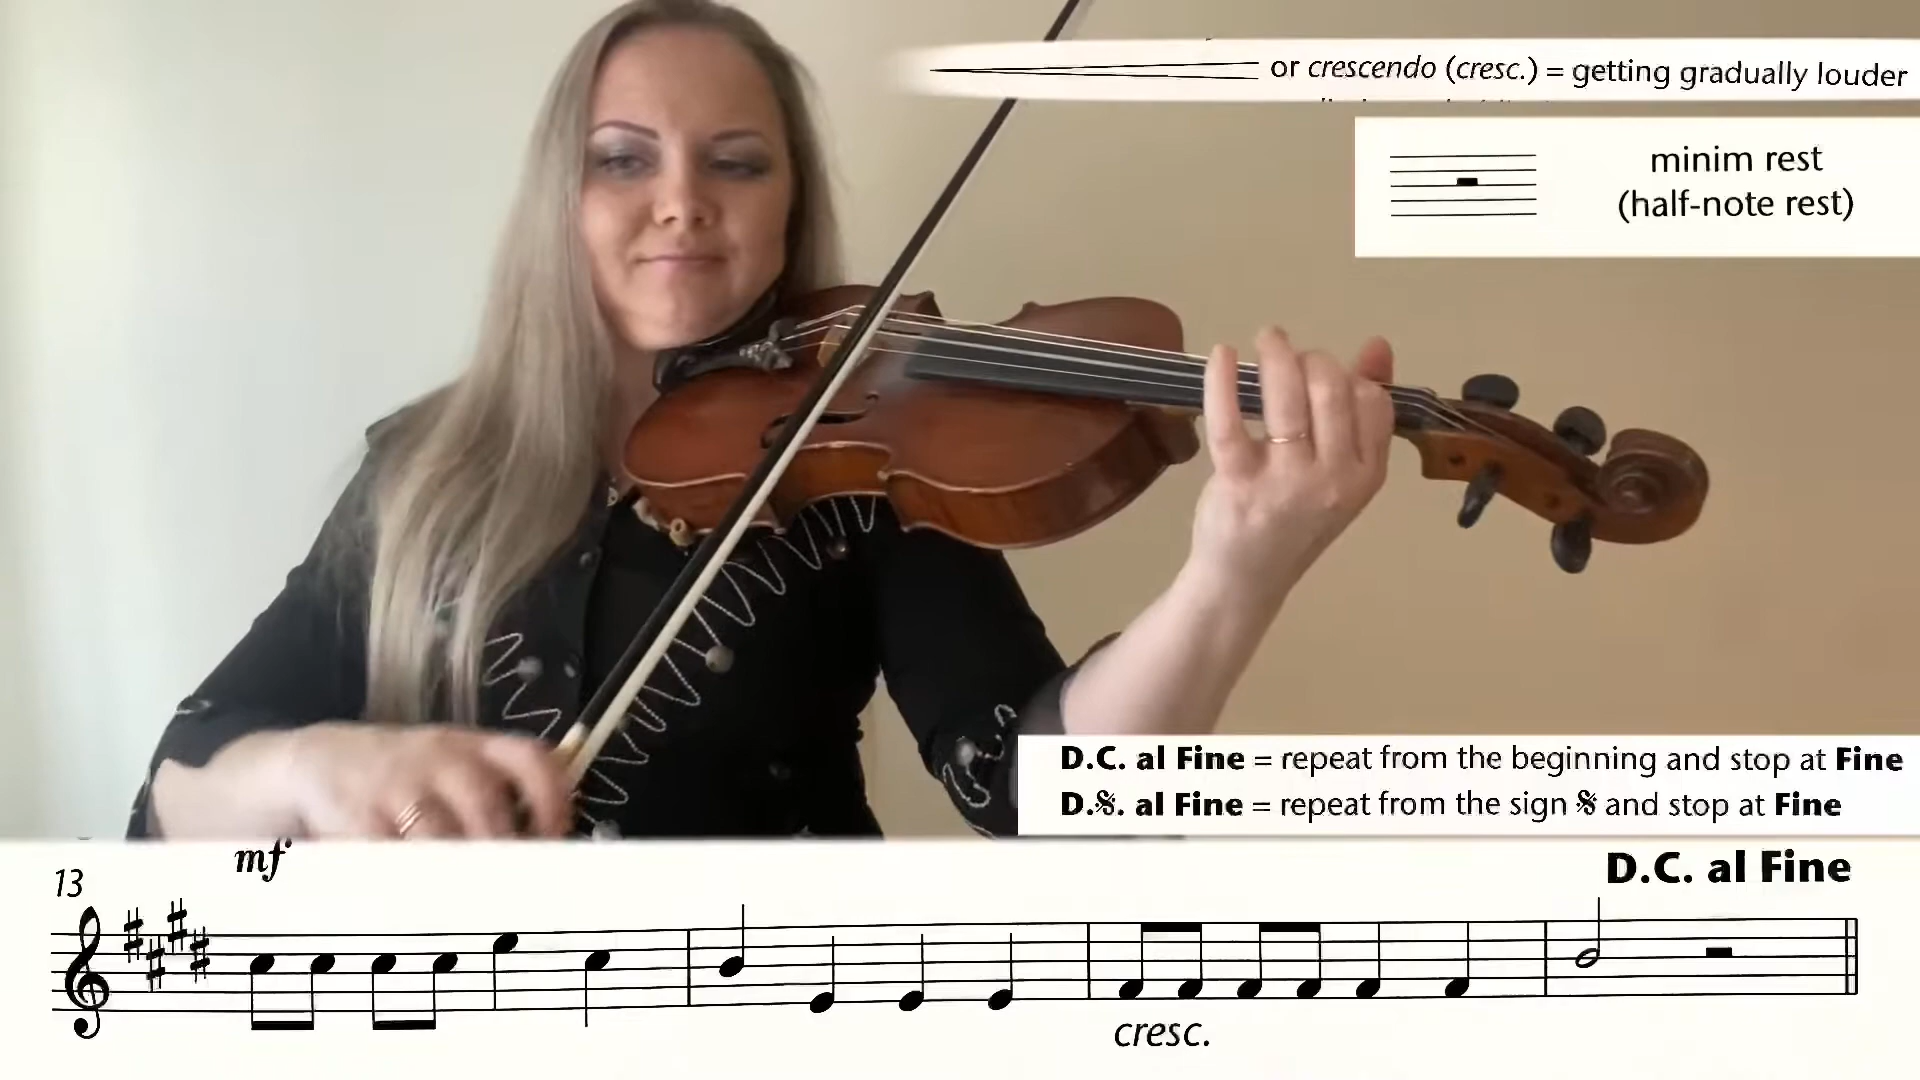 or crescendo (cresc.) = getting gradually louder
minim rest
(half-note rest)
D.C. al Fine = repeat from the beginning and stop at Fine
D.𝄋. al Fine = repeat from the sign 𝄋 and stop at Fine
mf
D.C. al Fine
13
cresc.